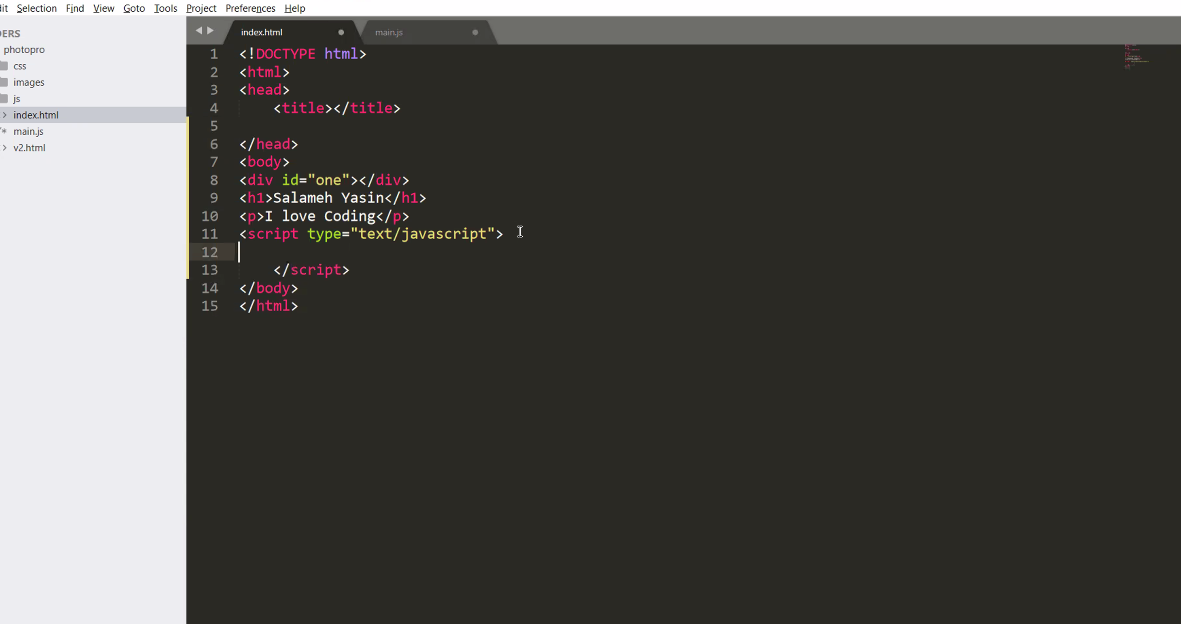 dit Selection Find View Goto Tools Project Preferences Help
ERS
photopro
css
images
js
index.html
main.js
v2.html
index.html main.js
1 <!DOCTYPE html>
2 <html>
3 <head>
4 <title></title>
5
6 </head>
7 <body>
8 <div id="one"></div>
9 <h1>Salameh Yasin</h1>
10 <p>I love Coding</p>
11 <script type="text/javascript">
12
13 </script>
14 </body>
15 </html>